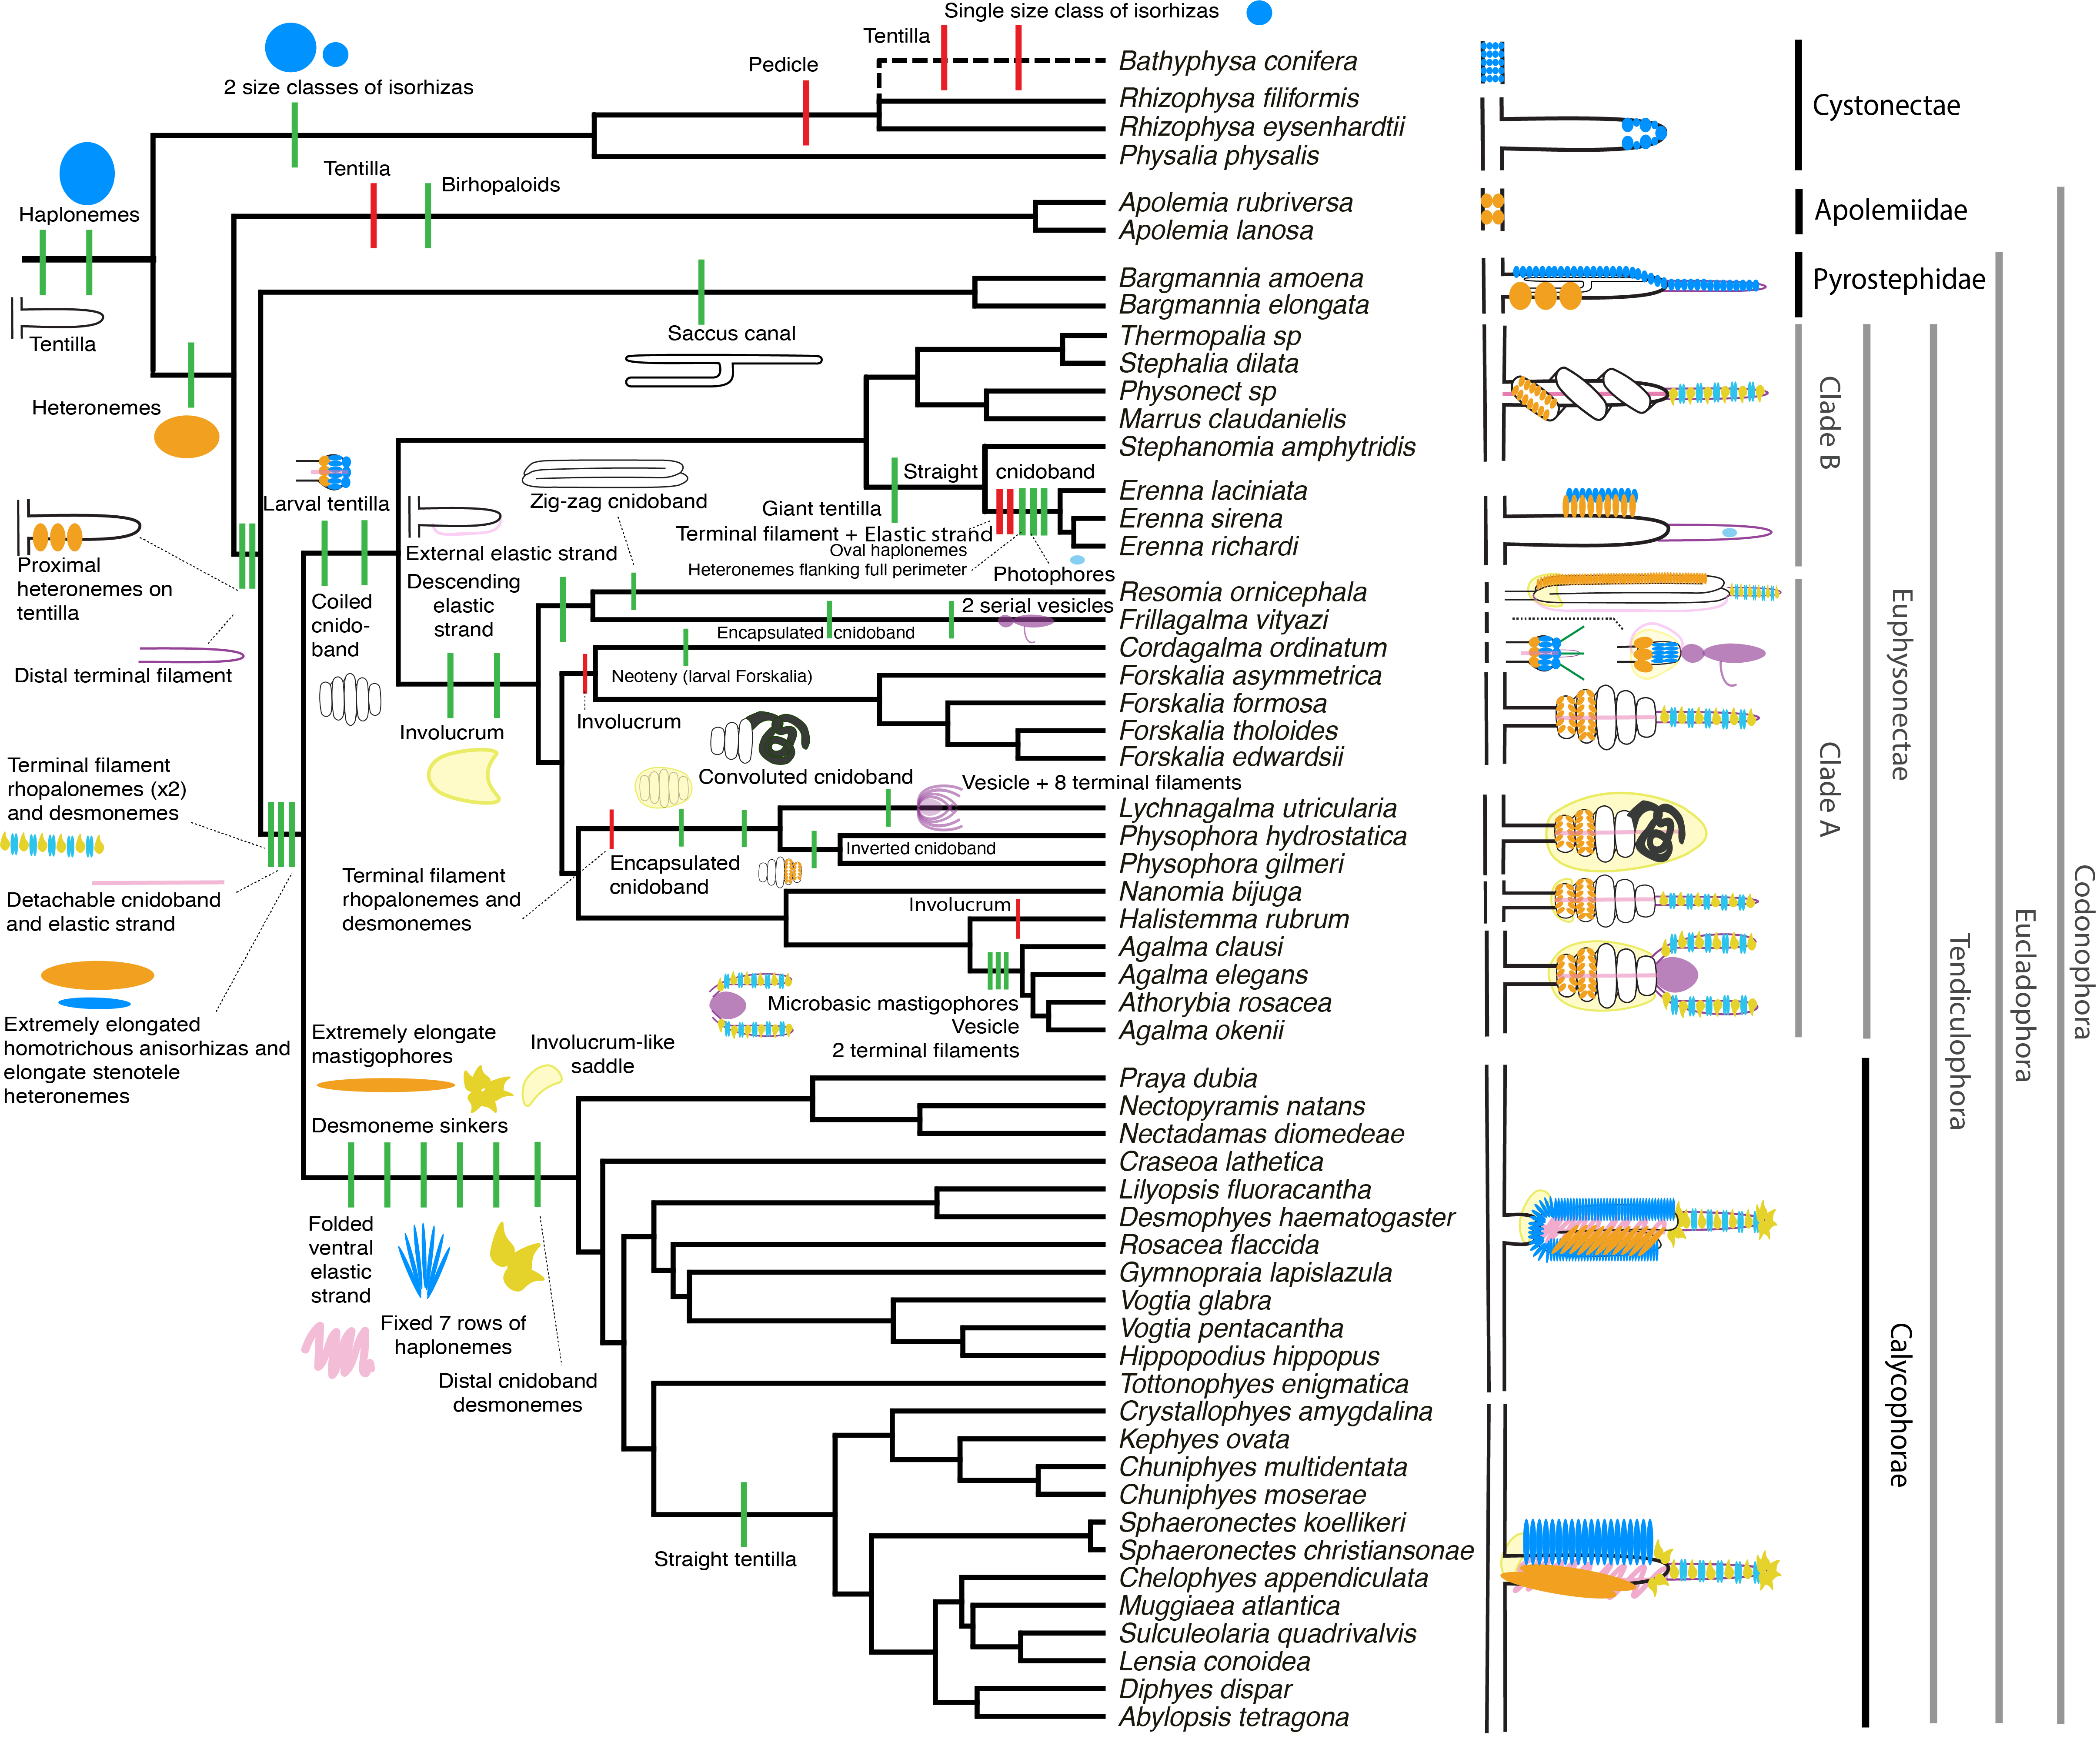 Single size class of isorhizas
Tentilla
Pedicle
2 size classes of isorhizas
Tentilla
Birhopaloids
Haplonemes
Tentilla
Heteronemes
Saccus canal
Proximal
heteronemes on
tentilla
Distal terminal filament
Larval tentilla
Coiled
cnido-
band
Zig-zag cnidoband
External elastic strand
Descending
elastic
strand
Involucrum
Giant tentilla
Straight cnidoband
Terminal filament + Elastic strand
Oval haplonemes
Heteronemes flanking full perimeter
Photophores
2 serial vesicles
Encapsulated cnidoband
Neoteny (larval Forskalia)
Involucrum
Convoluted cnidoband
Vesicle + 8 terminal filaments
Inverted cnidoband
Encapsulated
cnidoband
Terminal filament
rhopalonemes and
desmonemes
Involucrum
Microbasic mastigophores
Vesicle
2 terminal filaments
Terminal filament
rhopalonemes (x2)
and desmonemes
Detachable cnidoband
and elastic strand
Extremely elongated
homotrichous anisorhizas and
elongate stenotele
heteronemes
Extremely elongate
mastigophores
Involucrum-like
saddle
Desmoneme sinkers
Folded
ventral
elastic
strand
Fixed 7 rows of
haplonemes
Distal cnidoband
desmonemes
Straight tentilla
Bathyphysa conifera
Rhizophysa filiformis
Rhizophysa eysenhardtii
Physalia physalis
Apolemia rubriversa
Apolemia lanosa
Bargmannia amoena
Bargmannia elongata
Thermopalia sp
Stephalia dilata
Physonect sp
Marrus claudanielis
Stephanomia amphytridis
Erenna laciniata
Erenna sirena
Erenna richardi
Resomia ornicephala
Frillagalma vityazi
Cordagalma ordinatum
Forskalia asymmetrica
Forskalia formosa
Forskalia tholoides
Forskalia edwardsii
Lychnagalma utricularia
Physophora hydrostatica
Physophora gilmeri
Nanomia bijuga
Halistemma rubrum
Agalma clausi
Agalma elegans
Athorybia rosacea
Agalma okenii
Praya dubia
Nectopyramis natans
Nectadamas diomedeae
Craseoa lathetica
Lilyopsis fluoracantha
Desmophyes haematogaster
Rosacea flaccida
Gymnopraia lapislazula
Vogtia glabra
Vogtia pentacantha
Hippopodius hippopus
Tottonophyes enigmatica
Crystallophyes amygdalina
Kephyes ovata
Chuniphyes multidentata
Chuniphyes moserae
Sphaeronectes koellikeri
Sphaeronectes christiansonae
Chelophyes appendiculata
Muggiaea atlantica
Sulculeolaria quadrivalvis
Lensia conoidea
Diphyes dispar
Abylopsis tetragona
Cystonectae
Apolemiidae
Pyrostephidae
Clade B
Clade A
Euphysonectae
Calycophorae
Tendiculophora
Eucladophora
Codonophora